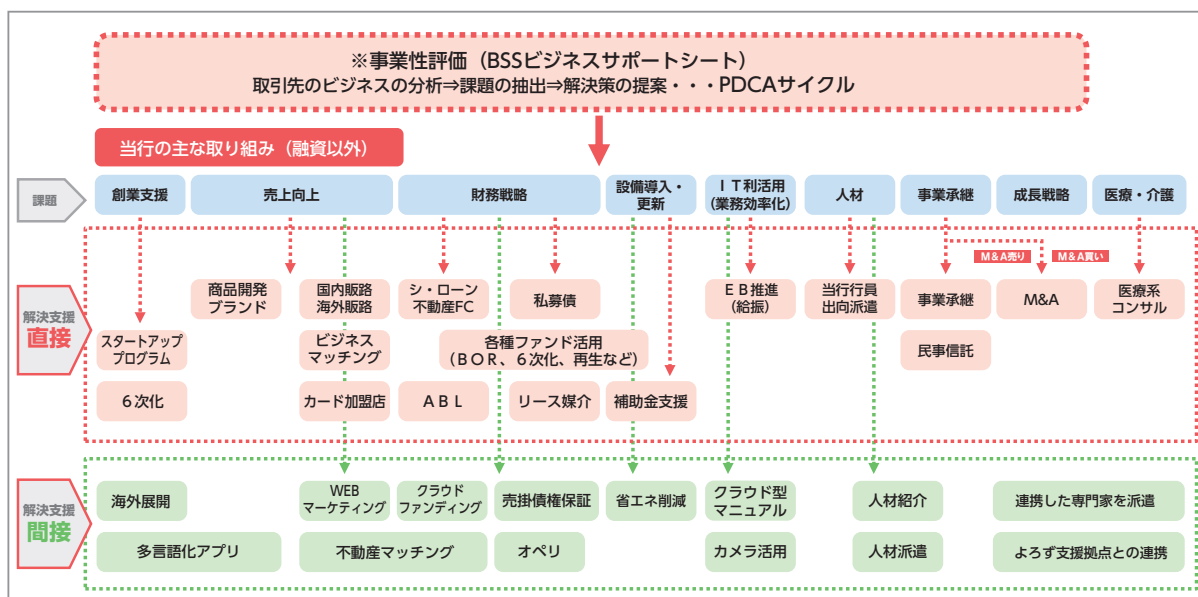 ※事業性評価（BSSビジネスサポートシート）
取引先のビジネスの分析⇒課題の抽出⇒解決策の提案・・・PDCAサイクル
当行の主な取り組み（融資以外）
課題
創業支援
売上向上
財務戦略
設備導入・
更新
ＩＴ利活用
（業務効率化）
人材
事業承継
成長戦略
医療・介護
M&A売り
M&A買い
解決支援
直接
商品開発
ブランド
国内販路
海外販路
シ・ローン
不動産FC
私募債
ＥＢ推進
（給振）
当行行員
出向派遣
事業承継
M&A
医療系
コンサル
スタートアップ
プログラム
ビジネス
マッチング
各種ファンド活用
（ＢＯＲ、６次化、再生など）
民事信託
６次化
カード加盟店
ＡＢＬ
リース媒介
補助金支援
解決支援
間接
海外展開
WEB
マーケティング
クラウド
ファンディング
売掛債権保証
省エネ削減
クラウド型
マニュアル
人材紹介
連携した専門家を派遣
多言語化アプリ
不動産マッチング
オペリ
カメラ活用
人材派遣
よろず支援拠点との連携